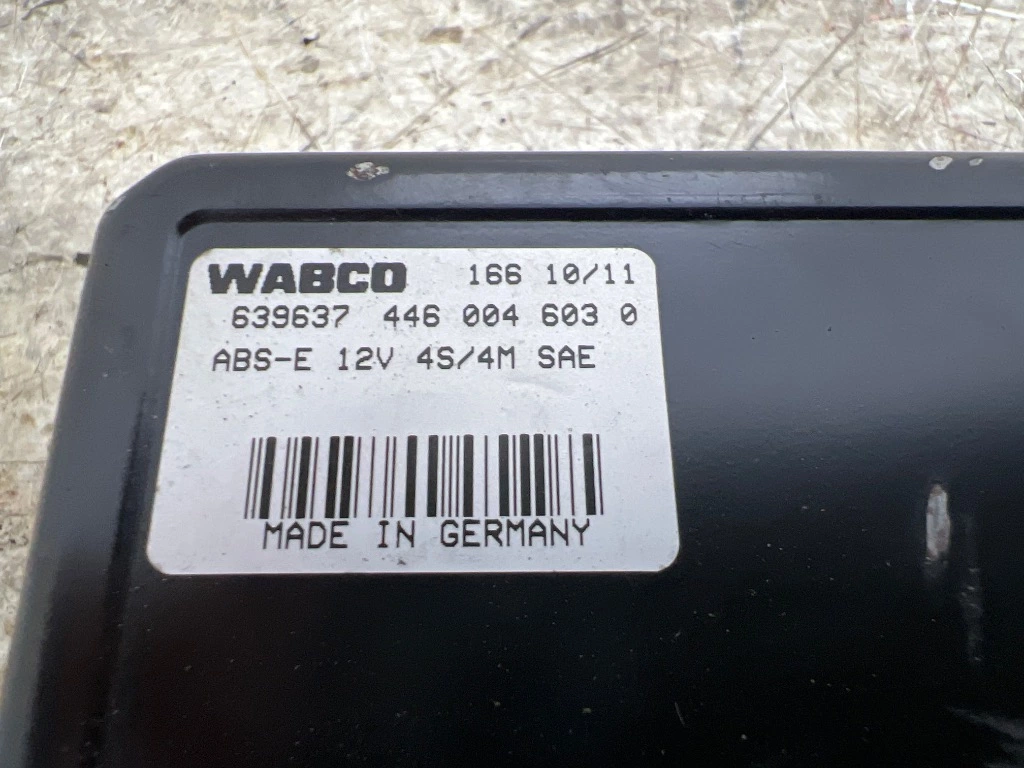 WABCO 166 10/11
639637 446 004 603 0
ABS-E 12V 4S/4M SAE
MADE IN GERMANY